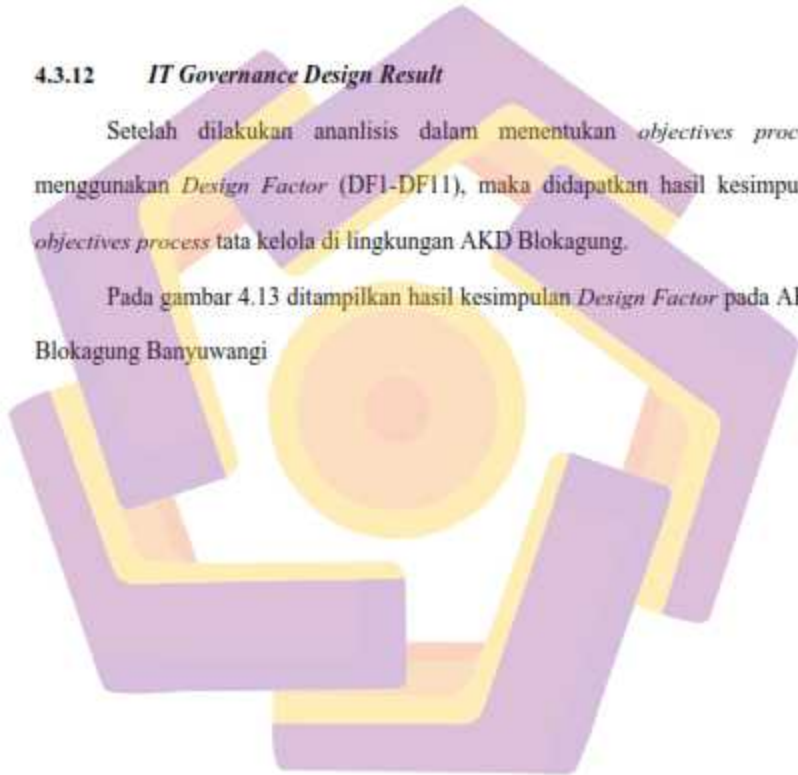 4.3.12 IT Governance Design Result
Setelah dilakukan ananlisis dalam menentukan objectives proc
menggunakan Design Factor (DF1-DF11), maka didapatkan hasil kesimpu
objectives process tata kelola di lingkungan AKD Blokagung.
Pada gambar 4.13 ditampilkan hasil kesimpulan Design Factor pada Al
Blokagung Banyuwangi